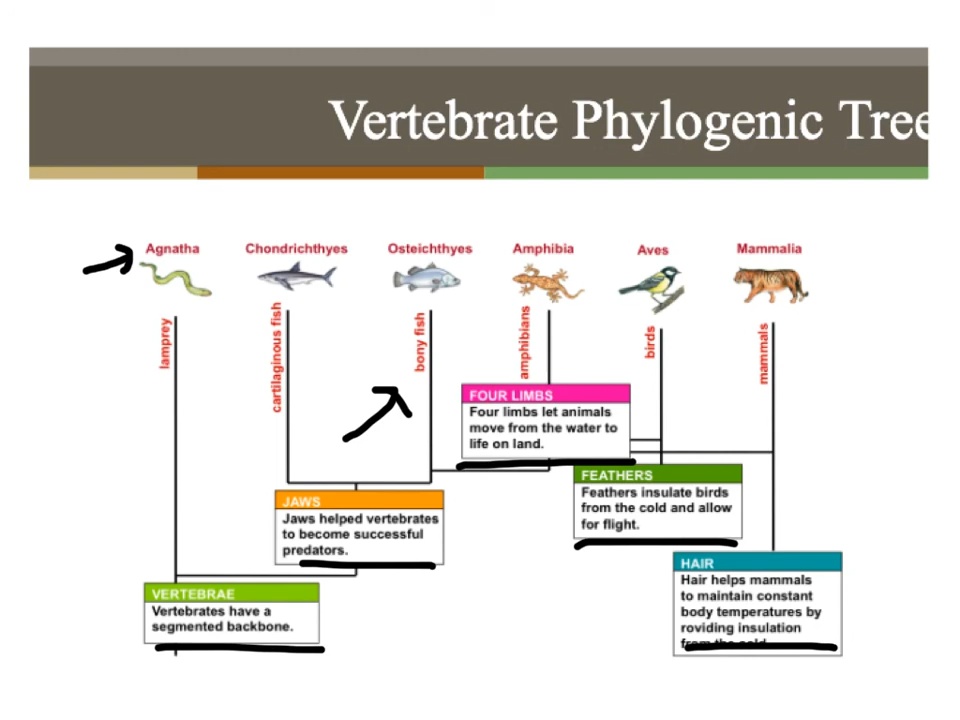 Vertebrate Phylogenic Tree
Agnatha
Chondrichthyes
Osteichthyes
Amphibia
Aves
Mammalia
lamprey
cartilaginous fish
bony fish
amphibians
birds
mammals
FOUR LIMBS
Four limbs let animals
move from the water to
life on land.
FEATHERS
Feathers insulate birds
from the cold and allow
for flight.
JAWS
Jaws helped vertebrates
to become successful
predators.
HAIR
Hair helps mammals
to maintain constant
body temperatures by
roviding insulation
from the cold
VERTEBRAE
Vertebrates have a
segmented backbone.